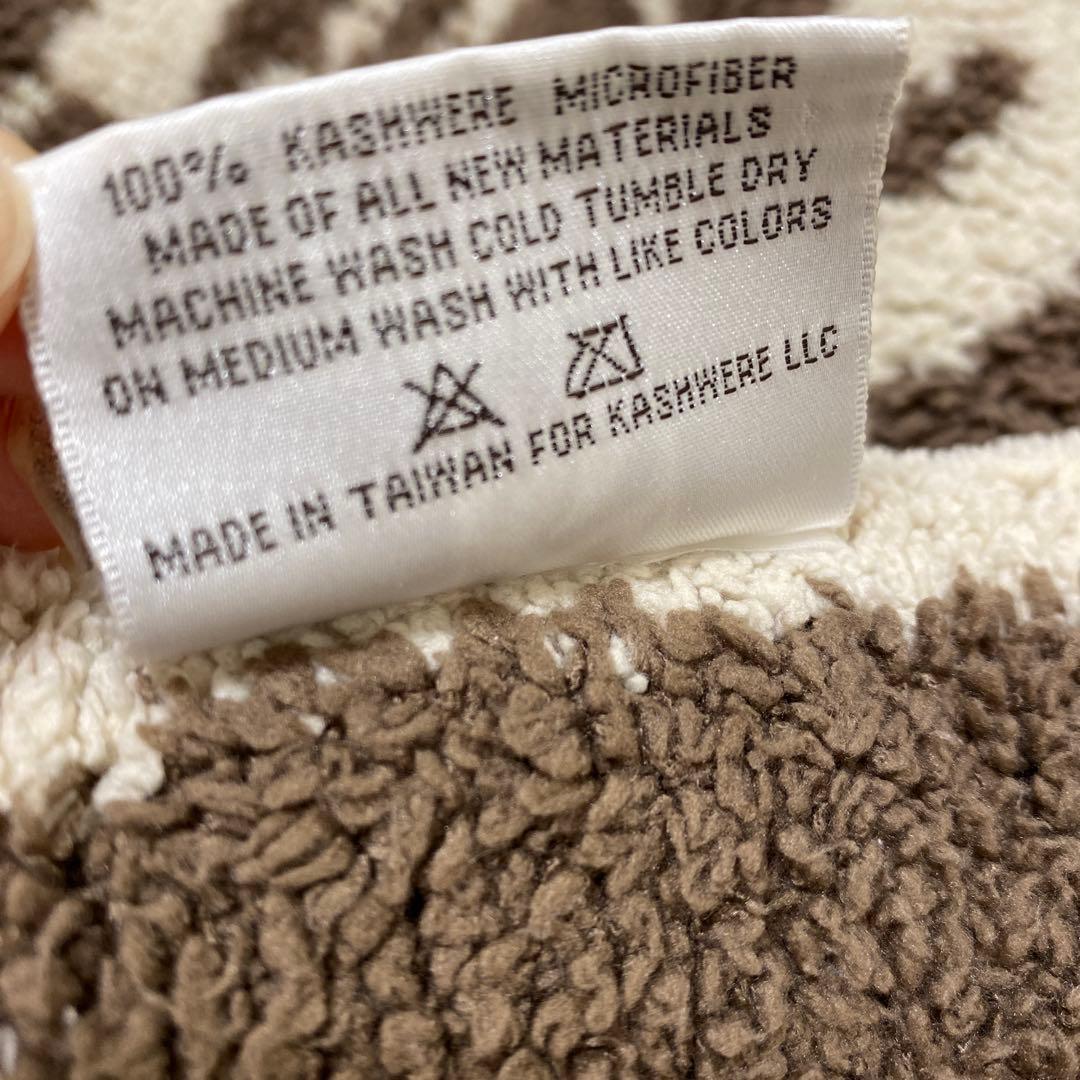 100% KASHWERE MICROFIBER
MADE OF ALL NEW MATERIALS
MACHINE WASH COLD TUMBLE DRY
ON MEDIUM WASH WITH LIKE COLORS
MADE IN TAIWAN FOR KASHWERE LLC